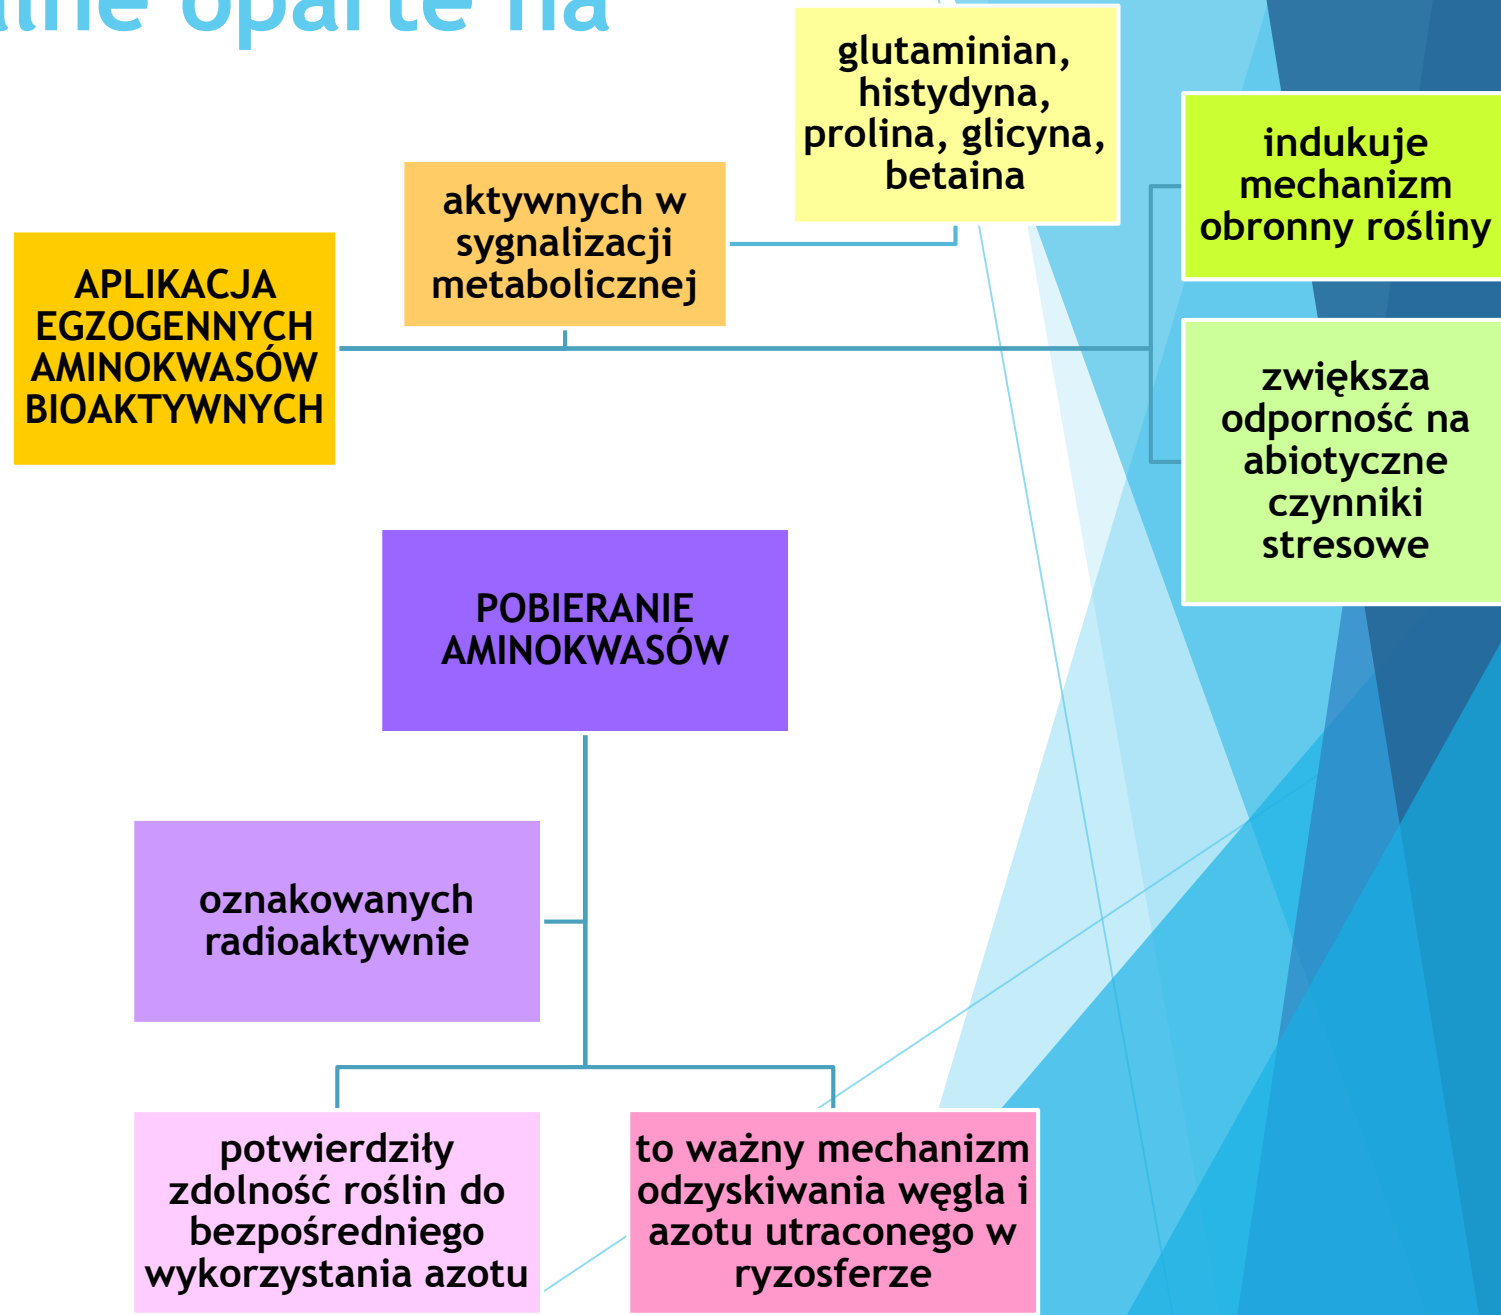 oparte na
glutaminian,
histydyna,
prolina, glicyna,
betaina
indukuje
mechanizm
obronny rośliny
aktywnych w
sygnalizacji
metabolicznej
APLIKACJA
EGZOGENNYCH
AMINOKWASÓW
BIOAKTYWNYCH
zwiększa
odporność na
abiotyczne
czynniki
stresowe
POBIERANIE
AMINOKWASÓW
oznakowanych
radioaktywnie
potwierdziły
zdolność roślin do
bezpośredniego
wykorzystania azotu
to ważny mechanizm
odzyskiwania węgla i
azotu utraconego w
ryzosferze